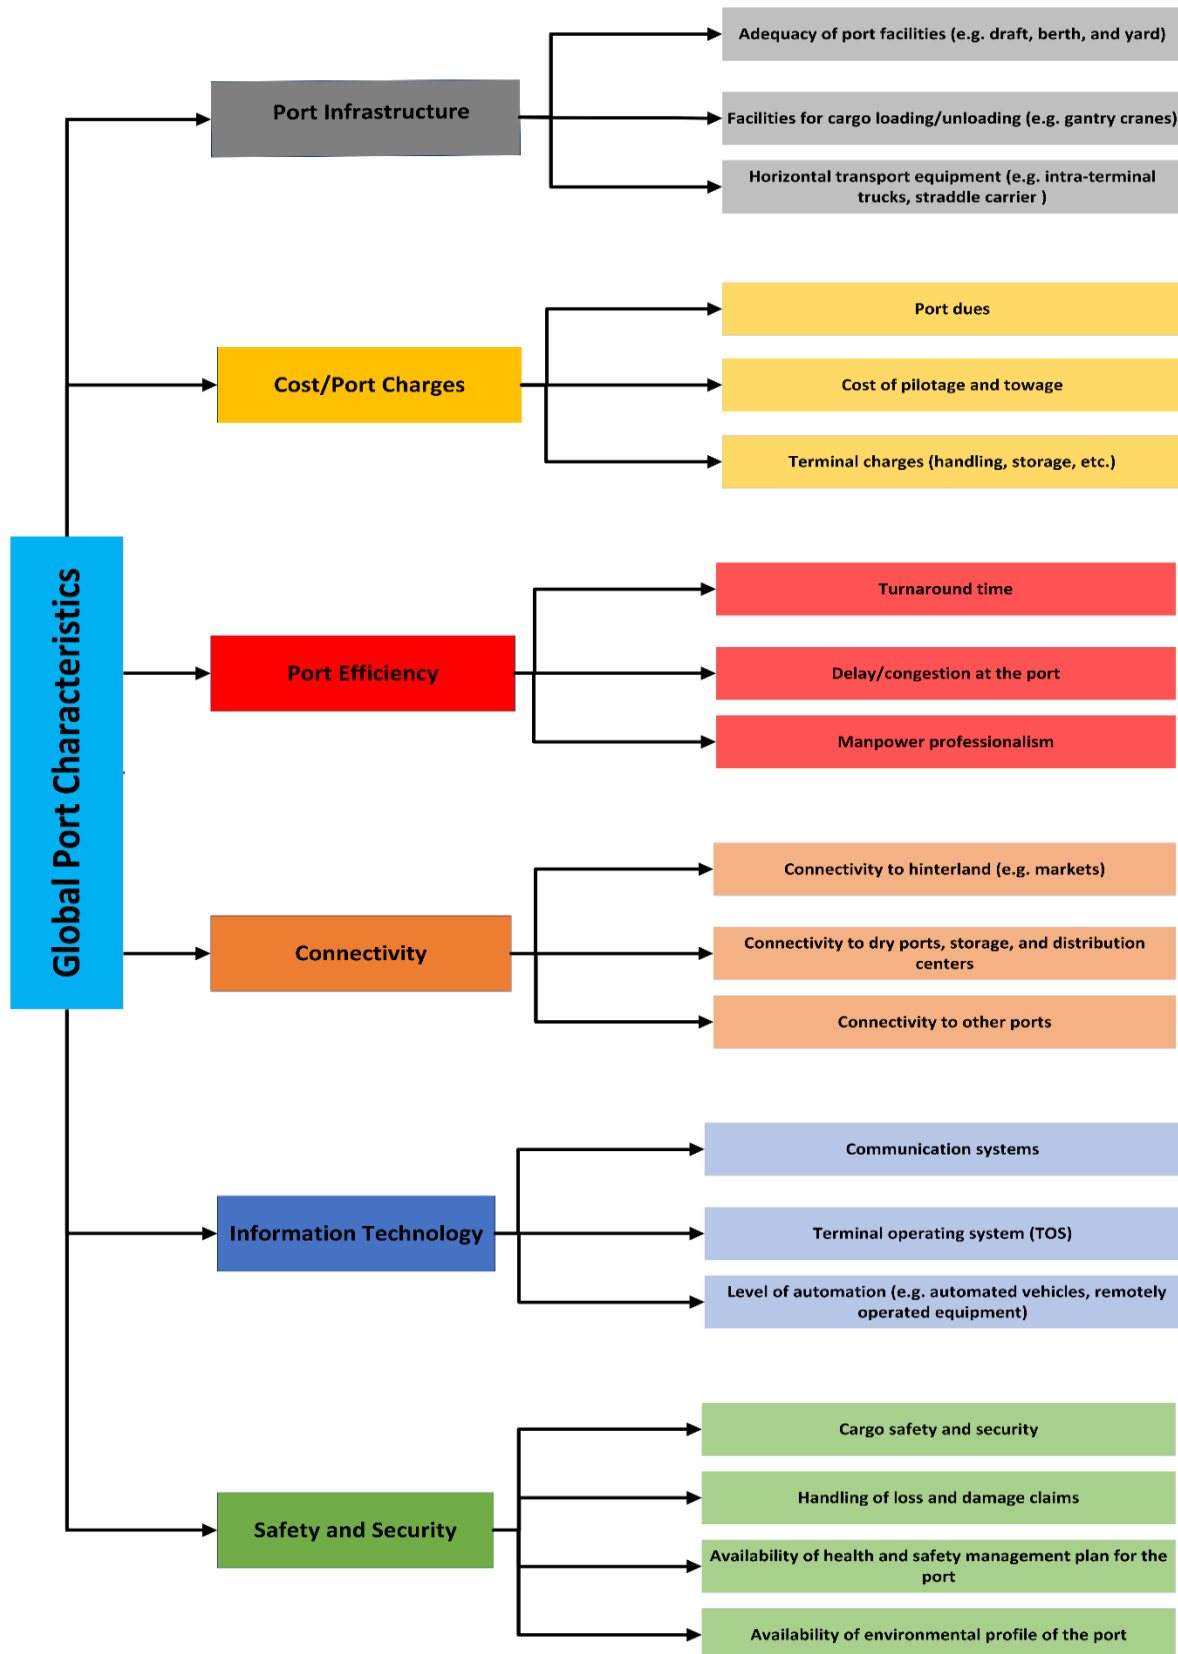 Global Port Characteristics
Port Infrastructure
Adequacy of port facilities (e.g. draft, berth, and yard)
Facilities for cargo loading/unloading (e.g. gantry cranes)
Horizontal transport equipment (e.g. intra-terminal
trucks, straddle carrier )
Cost/Port Charges
Port dues
Cost of pilotage and towage
Terminal charges (handling, storage, etc.)
Port Efficiency
Turnaround time
Delay/congestion at the port
Manpower professionalism
Connectivity
Connectivity to hinterland (e.g. markets)
Connectivity to dry ports, storage, and distribution
centers
Connectivity to other ports
Information Technology
Communication systems
Terminal operating system (TOS)
Level of automation (e.g. automated vehicles, remotely
operated equipment)
Safety and Security
Cargo safety and security
Handling of loss and damage claims
Availability of health and safety management plan for the
port
Availability of environmental profile of the port